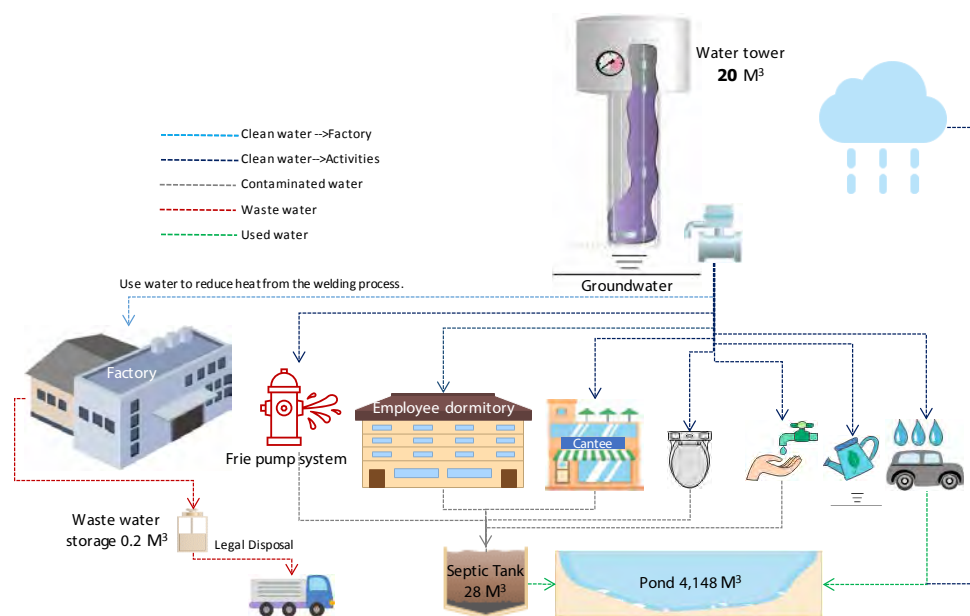 Water tower
20 M³
Clean water -->Factory
Clean water-->Activities
Contaminated water
Waste water
Used water
Groundwater
Use water to reduce heat from the welding process.
Factory
Employee dormitory
Cantee
Frie pump system
Waste water
storage 0.2 M³
Legal Disposal
Septic Tank
28 M³
Pond 4,148 M³